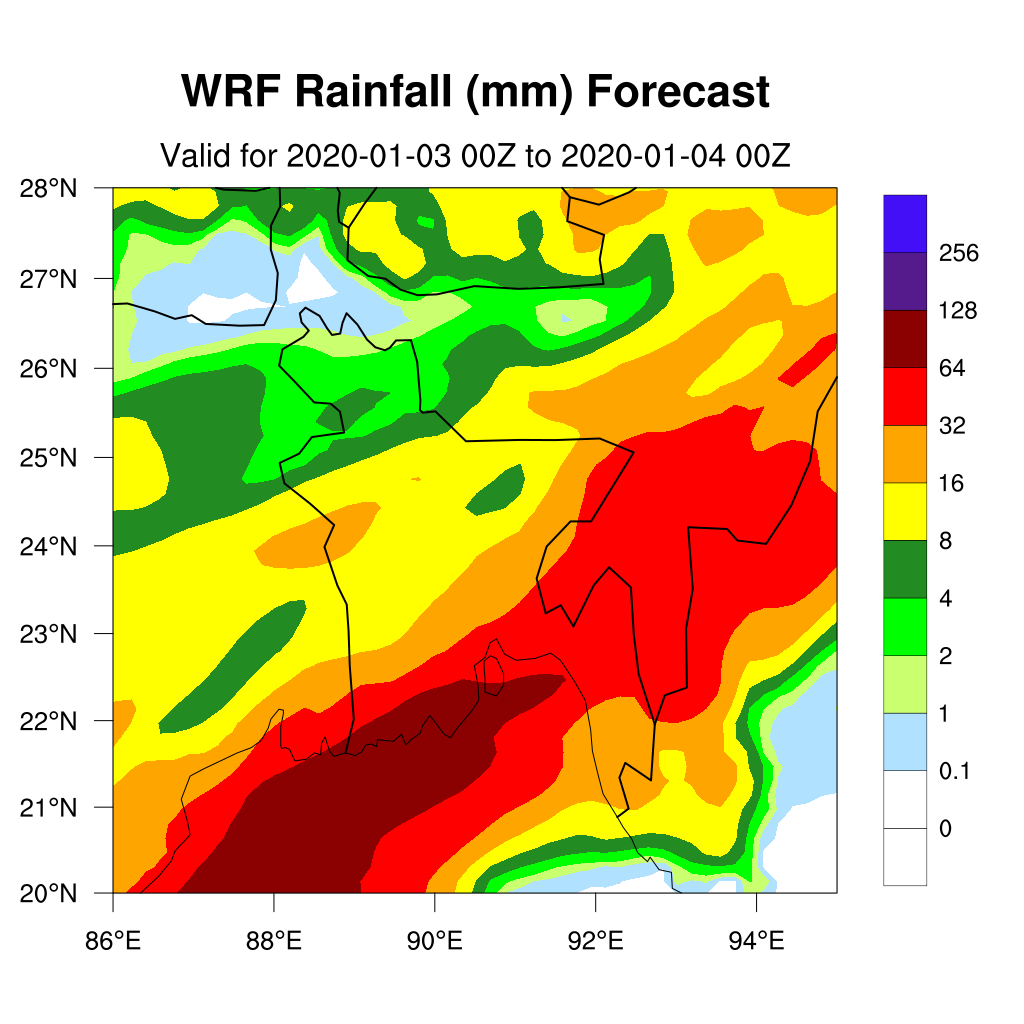 WRF Rainfall (mm) Forecast
Valid for 2020-01-03 00Z to 2020-01-04 00Z
28°N
27°N
26°N
25°N
24°N
23°N
22°N
21°N
20°N
86°E 88°E 90°E 92°E 94°E
256
128
64
32
16
8
4
2
1
0.1
0